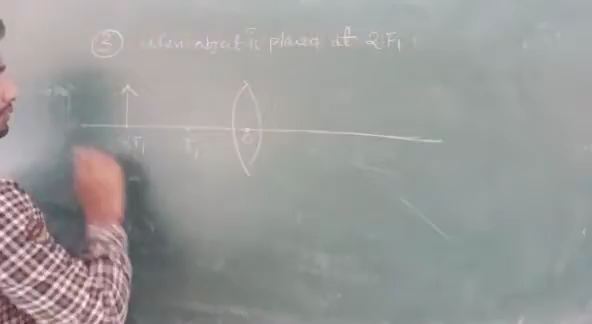 ③ when object is placed at 2F₁
2F₁ F₁ O